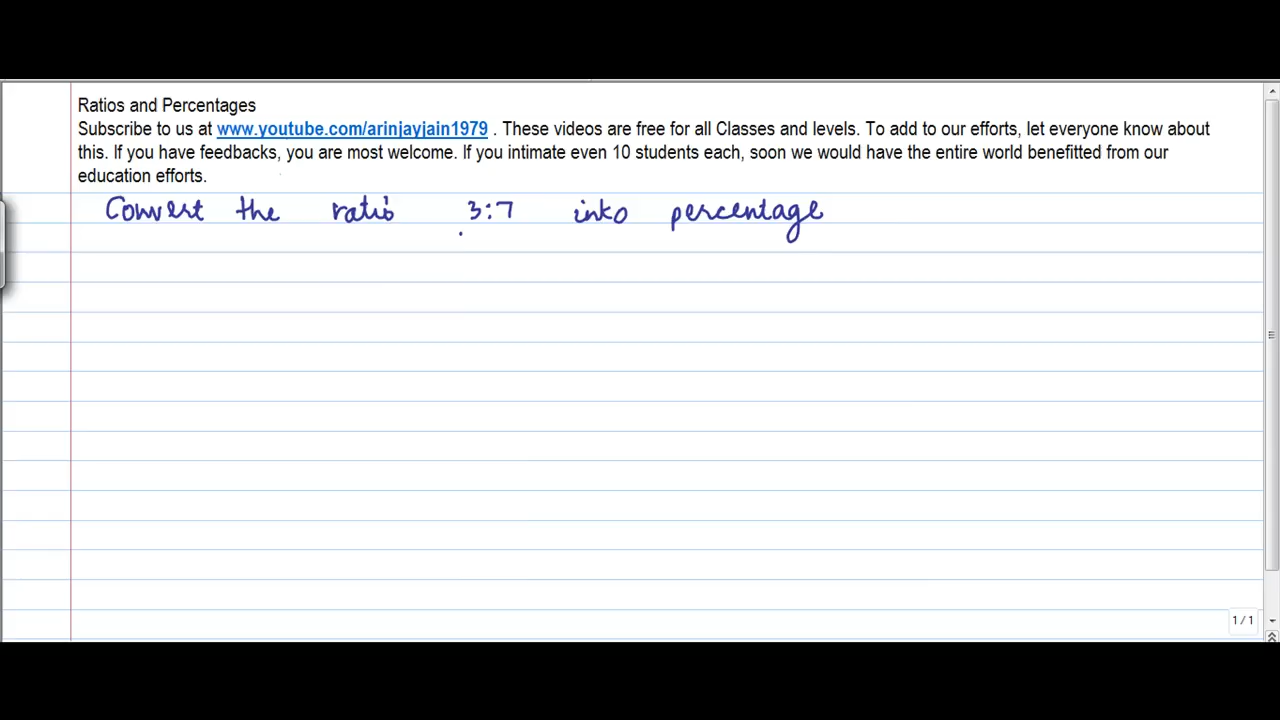 Ratios and Percentages
Subscribe to us at www.youtube.com/arinjayjain1979 . These videos are free for all Classes and levels. To add to our efforts, let everyone know about
this. If you have feedbacks, you are most welcome. If you intimate even 10 students each, soon we would have the entire world benefitted from our
education efforts.
Convert the ratio 3:7 into percentage
1 / 1